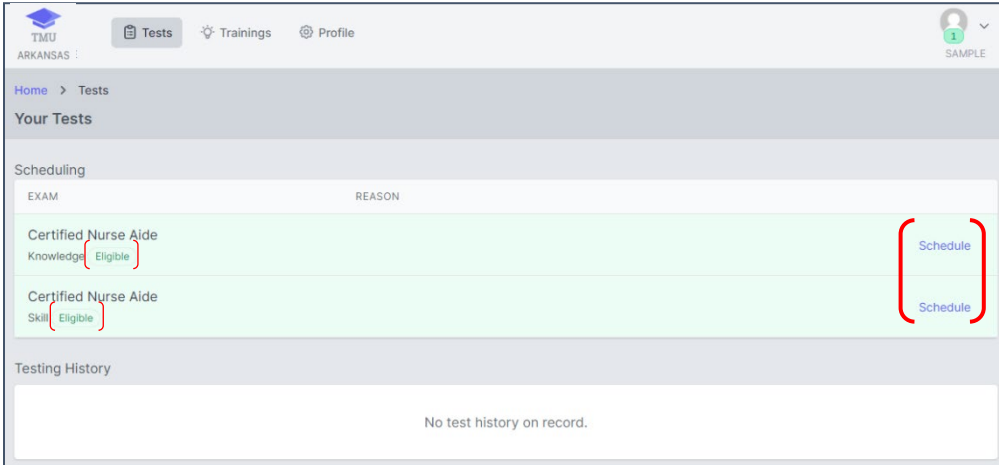 TMU
ARKANSAS
Tests
Trainings
Profile
1
SAMPLE
Home > Tests
Your Tests
Scheduling
EXAM REASON
Certified Nurse Aide
Knowledge Eligible
Schedule
Certified Nurse Aide
Skill Eligible
Schedule
Testing History
No test history on record.